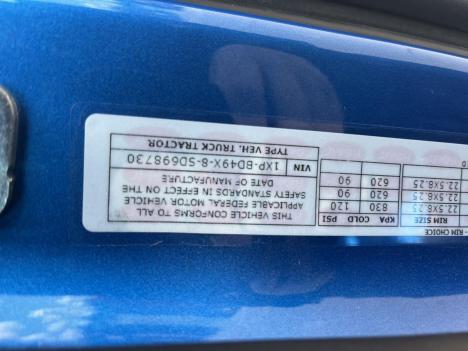 - RIM CHOICE
RIM SIZE KPA COLD PSI
22.5X8.25 830 120
22.5X8.25 620 90
22.5X8.25 620 90
THIS VEHICLE CONFORMS TO ALL
APPLICABLE FEDERAL MOTOR VEHICLE
SAFETY STANDARDS IN EFFECT ON THE
DATE OF MANUFACTURE
VIN 1XP-BD49X-8-SD698730
TYPE VEH. TRUCK TRACTOR